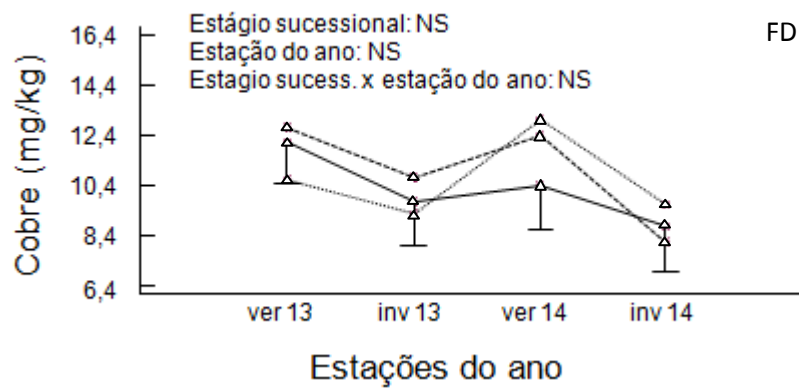 Estágio sucessional: NS
FD
Estação do ano: NS
Estagio sucess. x estação do ano: NS
Cobre (mg/kg)
16,4
14,4
12,4
10,4
8,4
6,4
ver 13 inv 13 ver 14 inv 14
Estações do ano